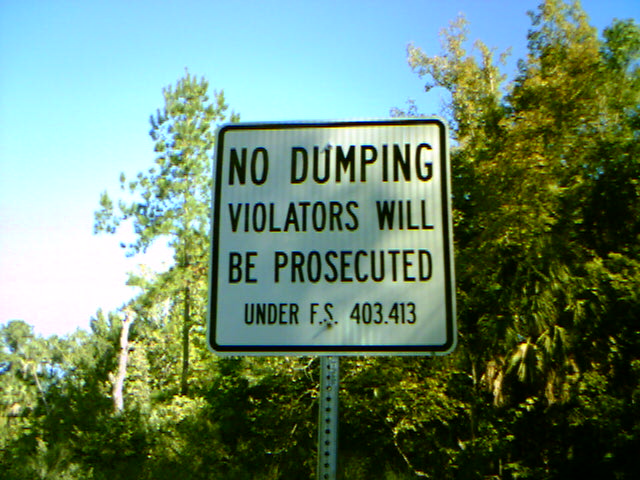 NO DUMPING
VIOLATORS WILL
BE PROSECUTED
UNDER F.S. 403.413